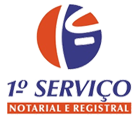 1º SERVIÇO
NOTARIAL E REGISTRAL